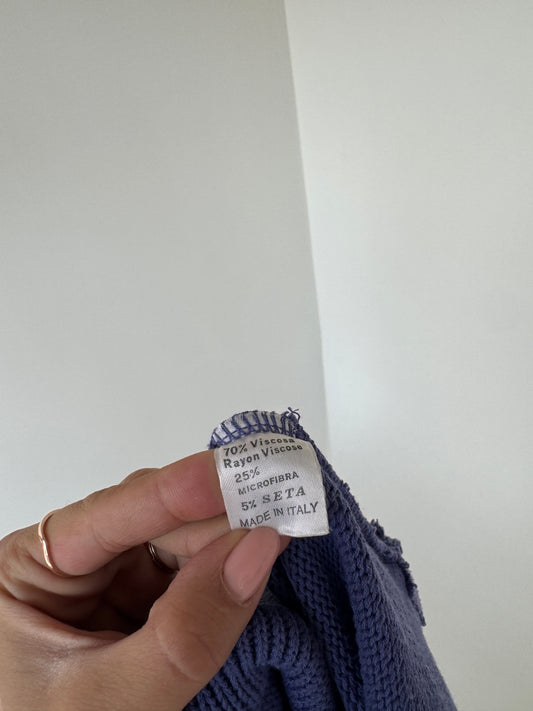 70% Viscosa
Rayon Viscose
25%
MICROFIBRA
5% SETA
MADE IN ITALY